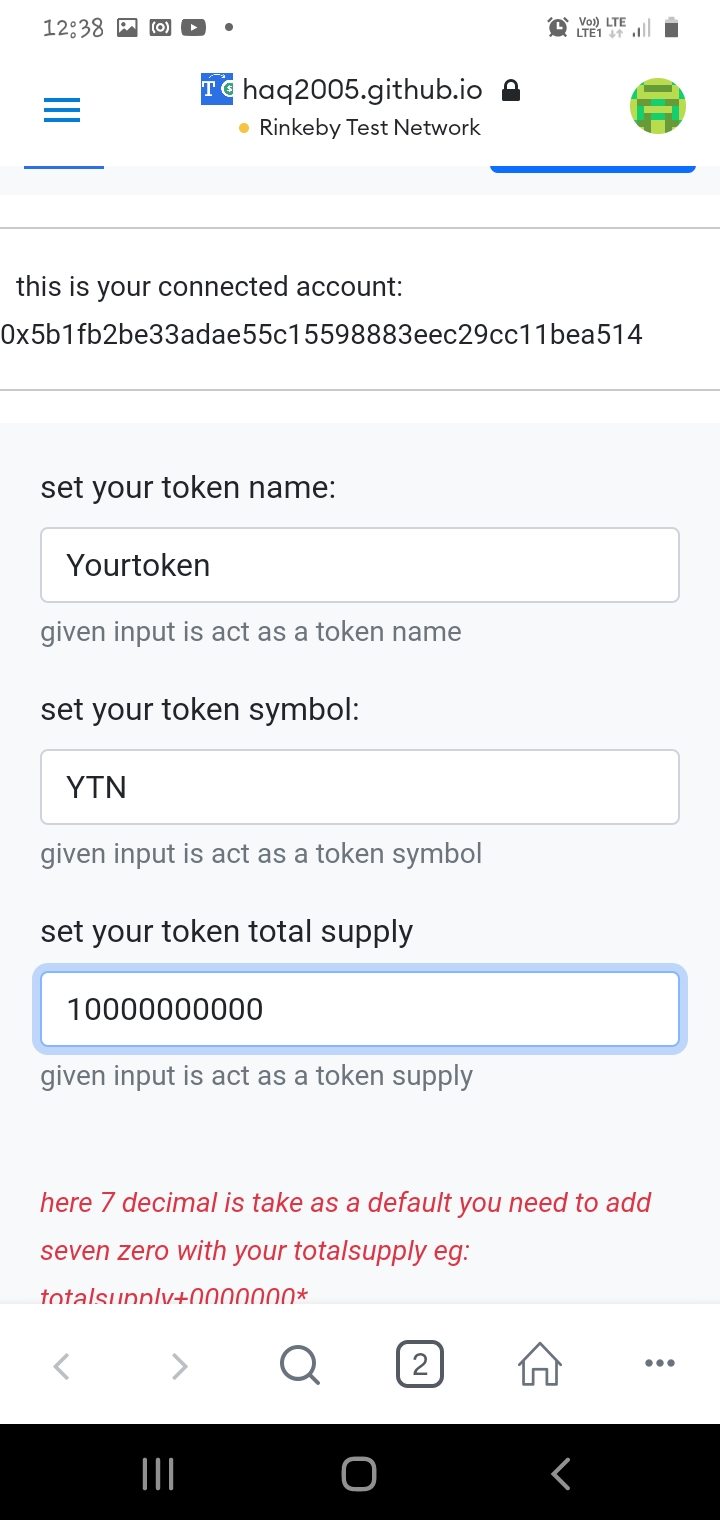 12:38 Vo) LTE1 LTE
T $ haq2005.github.io
Rinkeby Test Network
this is your connected account:
0x5b1fb2be33adae55c15598883eec29cc11bea514
set your token name:
Yourtoken
given input is act as a token name
set your token symbol:
YTN
given input is act as a token symbol
set your token total supply
10000000000
given input is act as a token supply
here 7 decimal is take as a default you need to add
seven zero with your totalsupply eg:
totalsupply+0000000*
2